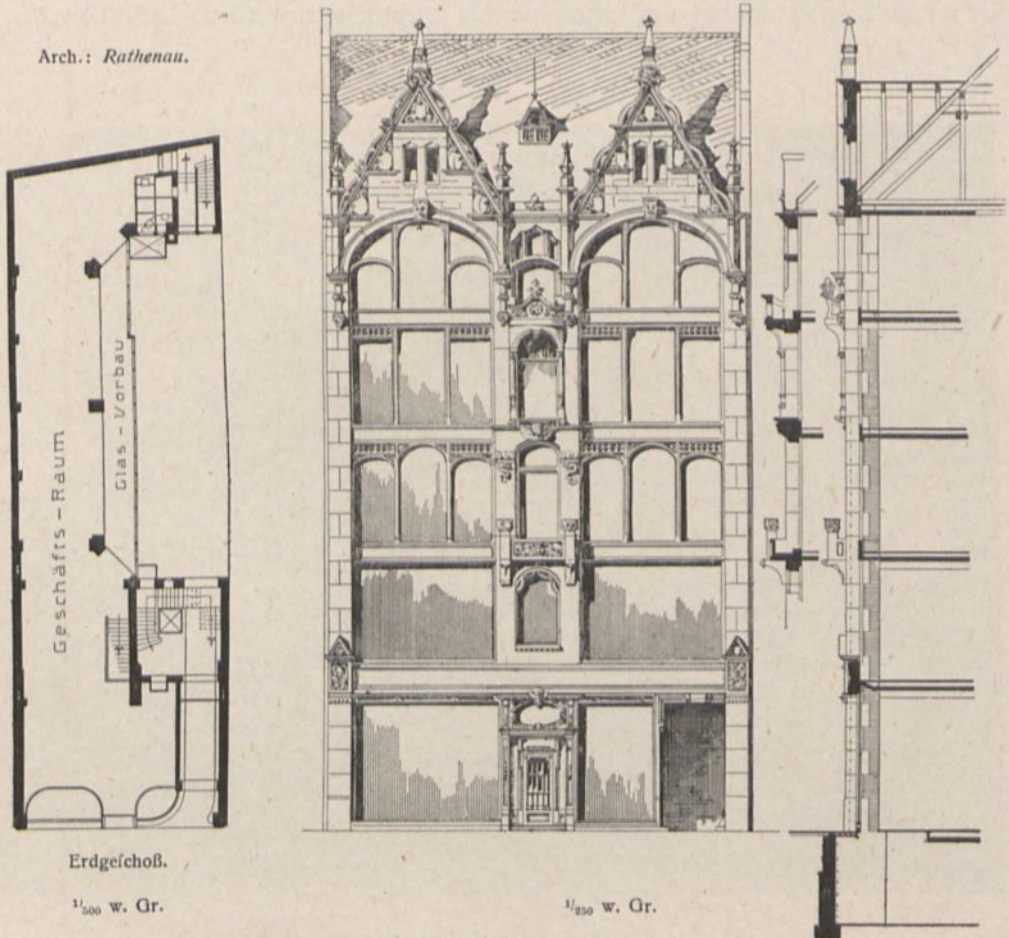 Arch.: Rathenau.
Geschäfts-Raum
Glas-Vorbau
Erdgeſchoß.
1/500 w. Gr.
1/250 w. Gr.